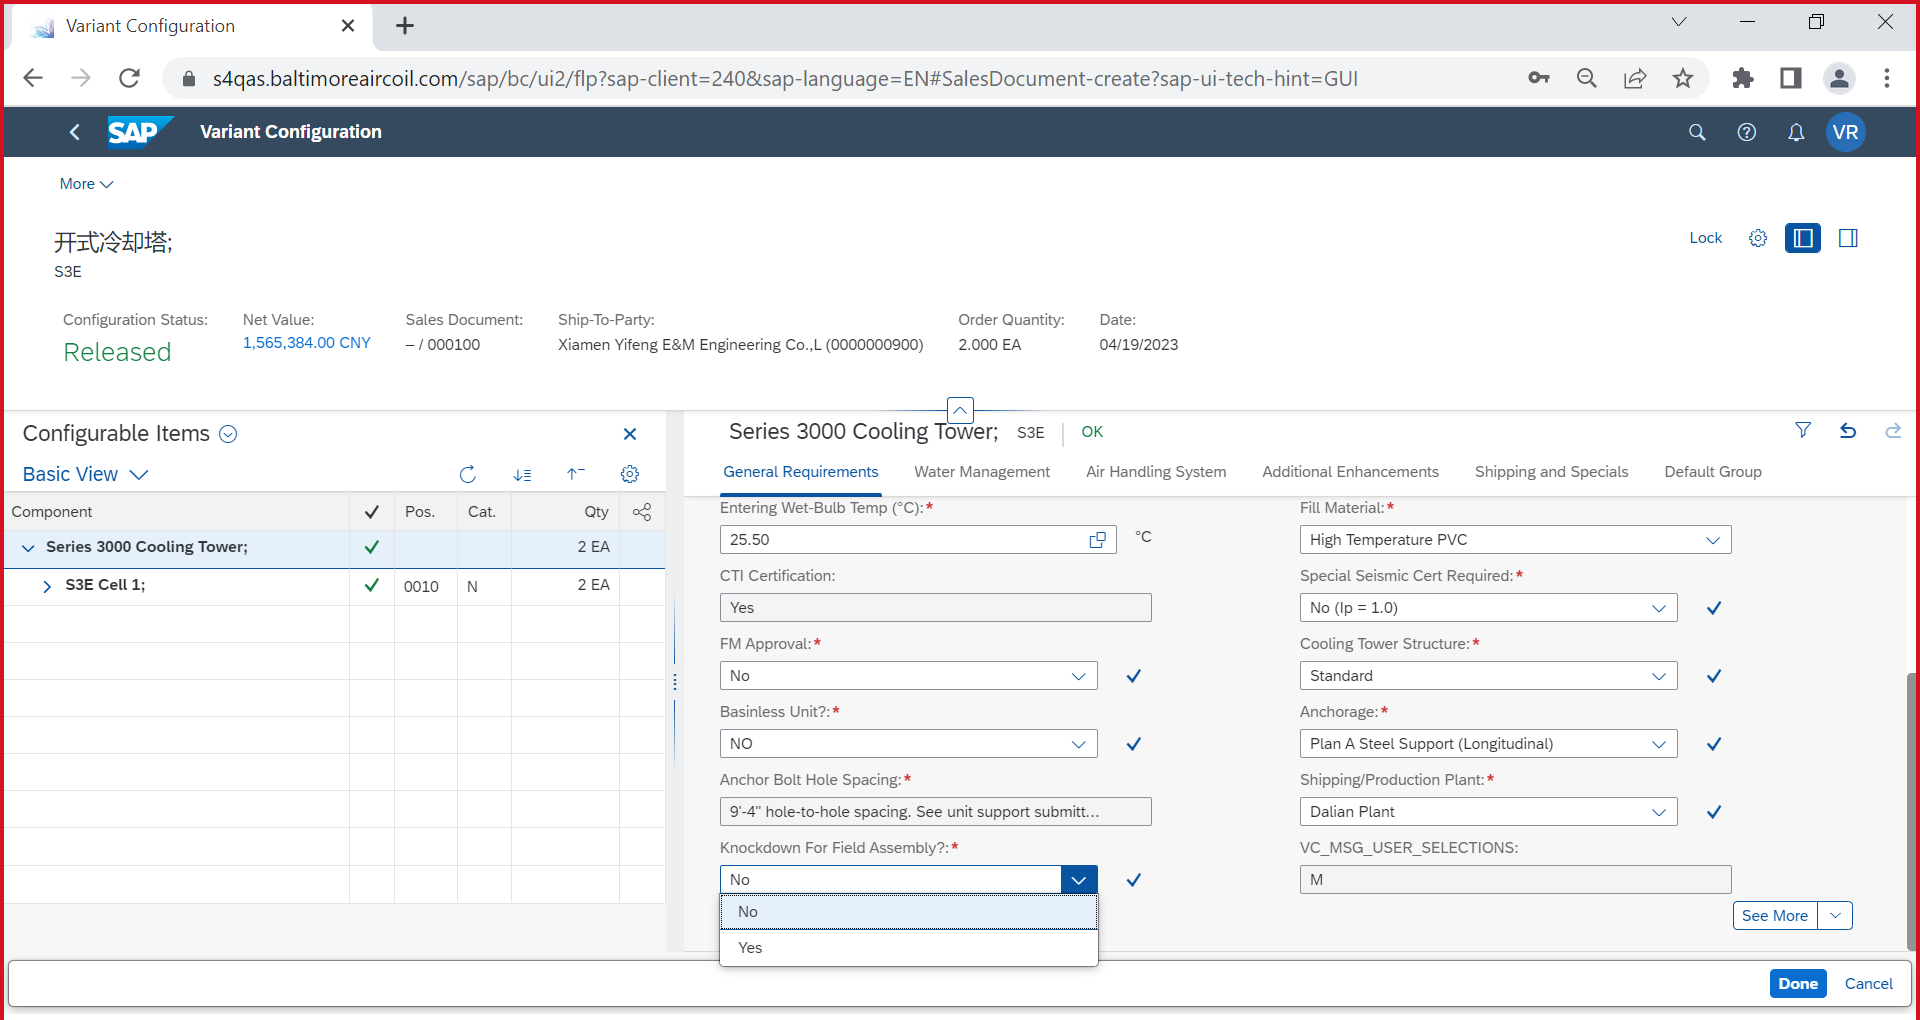 Variant Configuration
s4qas.baltimoreaircoil.com/sap/bc/ui2/flp?sap-client=240&sap-language=EN#SalesDocument-create?sap-ui-tech-hint=GUI
SAP Variant Configuration VR
More
开式冷却塔;
S3E
Lock
Configuration Status: Net Value: Sales Document: Ship-To-Party: Order Quantity: Date:
Released 1,565,384.00 CNY – / 000100 Xiamen Yifeng E&M Engineering Co.,L (0000000900) 2.000 EA 04/19/2023
Configurable Items
Basic View
Component Pos. Cat. Qty
Series 3000 Cooling Tower; 2 EA
S3E Cell 1; 0010 N 2 EA
Series 3000 Cooling Tower; S3E OK
General Requirements Water Management Air Handling System Additional Enhancements Shipping and Specials Default Group
Entering Wet-Bulb Temp (°C):* Fill Material:*
25.50 °C High Temperature PVC
CTI Certification: Special Seismic Cert Required:*
Yes No (Ip = 1.0)
FM Approval:* Cooling Tower Structure:*
No Standard
Basinless Unit?:* Anchorage:*
NO Plan A Steel Support (Longitudinal)
Anchor Bolt Hole Spacing:* Shipping/Production Plant:*
9'-4" hole-to-hole spacing. See unit support submitt... Dalian Plant
Knockdown For Field Assembly?:* VC_MSG_USER_SELECTIONS:
No M
No See More
Yes
Done Cancel